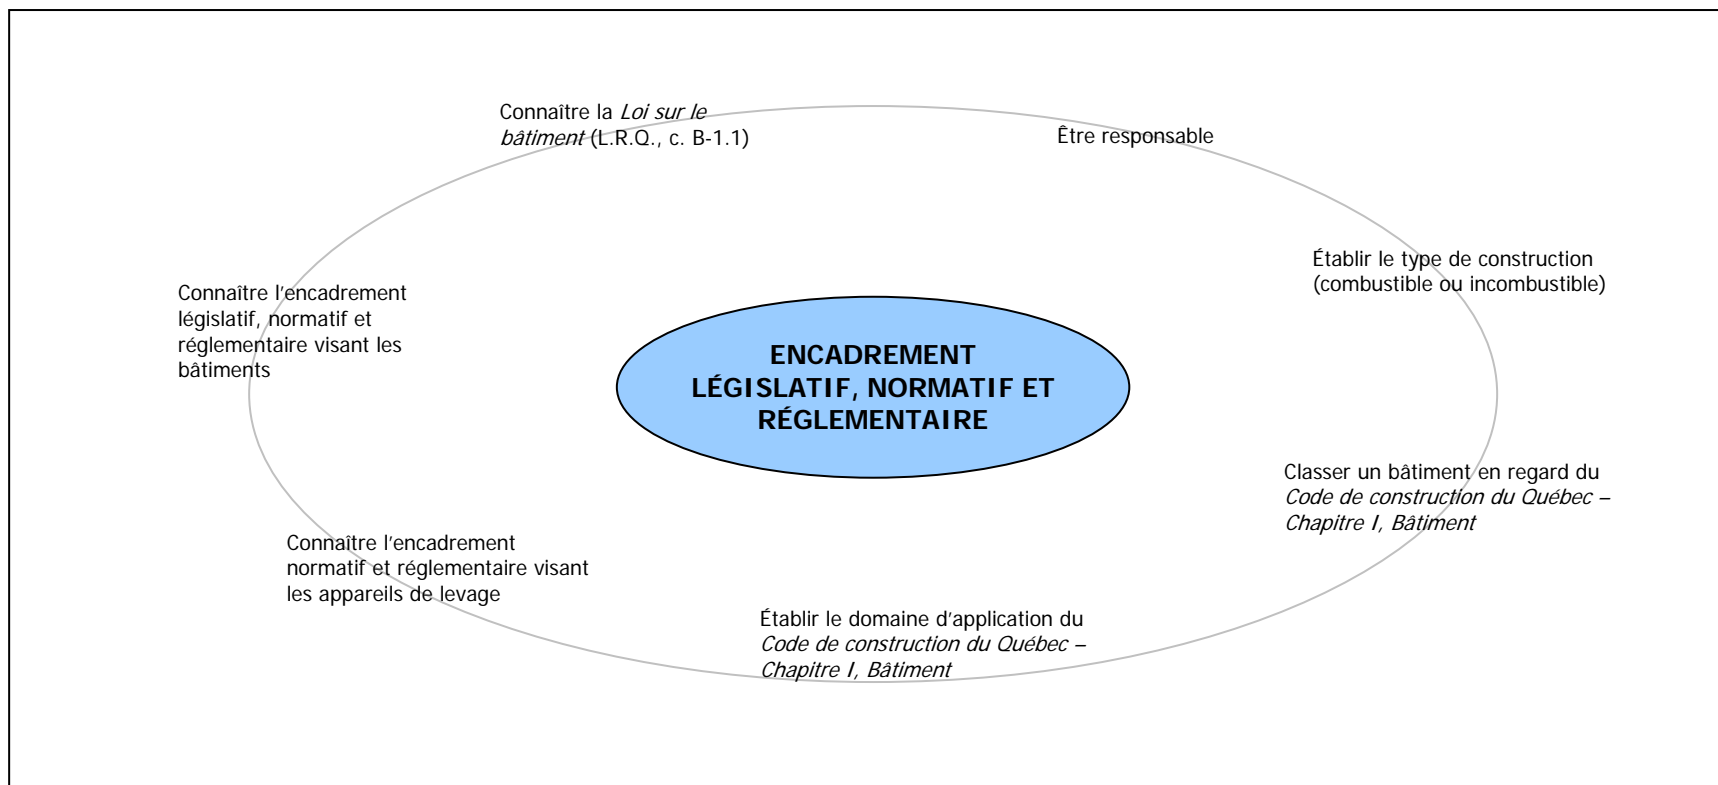 Connaître la Loi sur le
bâtiment (L.R.Q., c. B-1.1)
Être responsable
Établir le type de construction
(combustible ou incombustible)
Connaître l'encadrement
législatif, normatif et
réglementaire visant les
bâtiments
ENCADREMENT
LÉGISLATIF, NORMATIF ET
RÉGLEMENTAIRE
Classer un bâtiment en regard du
Code de construction du Québec –
Chapitre I, Bâtiment
Connaître l'encadrement
normatif et réglementaire visant
les appareils de levage
Établir le domaine d'application du
Code de construction du Québec –
Chapitre I, Bâtiment